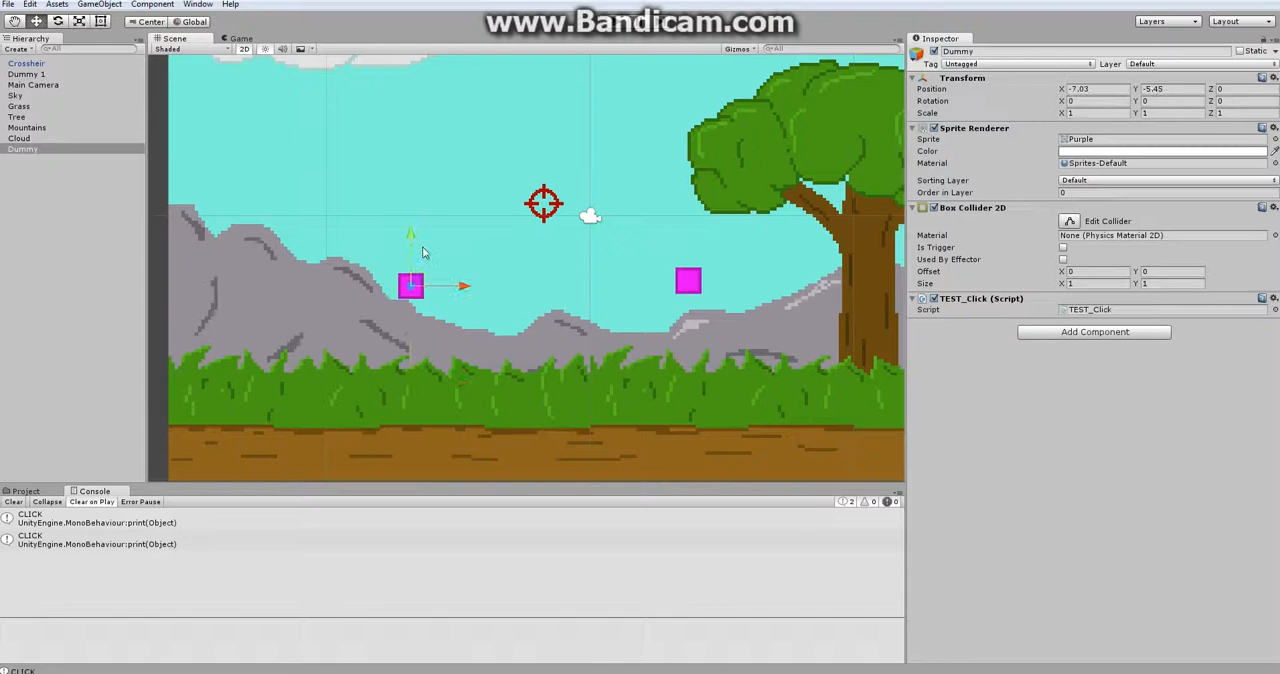 www.Bandicam.com
File Edit Assets GameObject Component Window Help
Center Global Layers Layout
Hierarchy
Create All
Crossheir
Dummy 1
Main Camera
Sky
Grass
Tree
Mountains
Cloud
Dummy
Scene Game
Shaded 2D Gizmos All
Inspector
Dummy Static
Tag Untagged Layer Default
Transform
Position X -7.03 Y -5.45 Z 0
Rotation X 0 Y 0 Z 0
Scale X 1 Y 1 Z 1
Sprite Renderer
Sprite Purple
Color
Material Sprites-Default
Sorting Layer Default
Order in Layer 0
Box Collider 2D
Edit Collider
Material None (Physics Material 2D)
Is Trigger
Used By Effector
Offset X 0 Y 0
Size X 1 Y 1
TEST_Click (Script)
Script TEST_Click
Add Component
Project Console
Clear Collapse Clear on Play Error Pause 2 0 0
CLICK
UnityEngine.MonoBehaviour:print(Object)
CLICK
UnityEngine.MonoBehaviour:print(Object)
CLICK